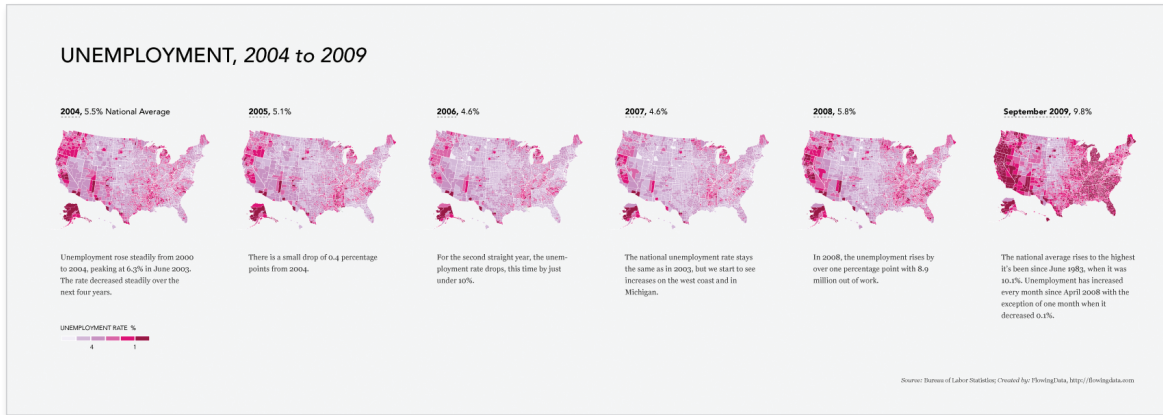 UNEMPLOYMENT, 2004 to 2009
2004, 5.5% National Average
Unemployment rose steadily from 2000
to 2004, peaking at 6.3% in June 2003.
The rate decreased steadily over the
next four years.
2005, 5.1%
There is a small drop of 0.4 percentage
points from 2004.
2006, 4.6%
For the second straight year, the unem-
ployment rate drops, this time by just
under 10%.
2007, 4.6%
The national unemployment rate stays
the same as in 2003, but we start to see
increases on the west coast and in
Michigan.
2008, 5.8%
In 2008, the unemployment rises by
over one percentage point with 8.9
million out of work.
September 2009, 9.8%
The national average rises to the highest
it's been since June 1983, when it was
10.1%. Unemployment has increased
every month since April 2008 with the
exception of one month when it
decreased 0.1%.
UNEMPLOYMENT RATE %
4 1
Source: Bureau of Labor Statistics; Created by: FlowingData, http://flowingdata.com